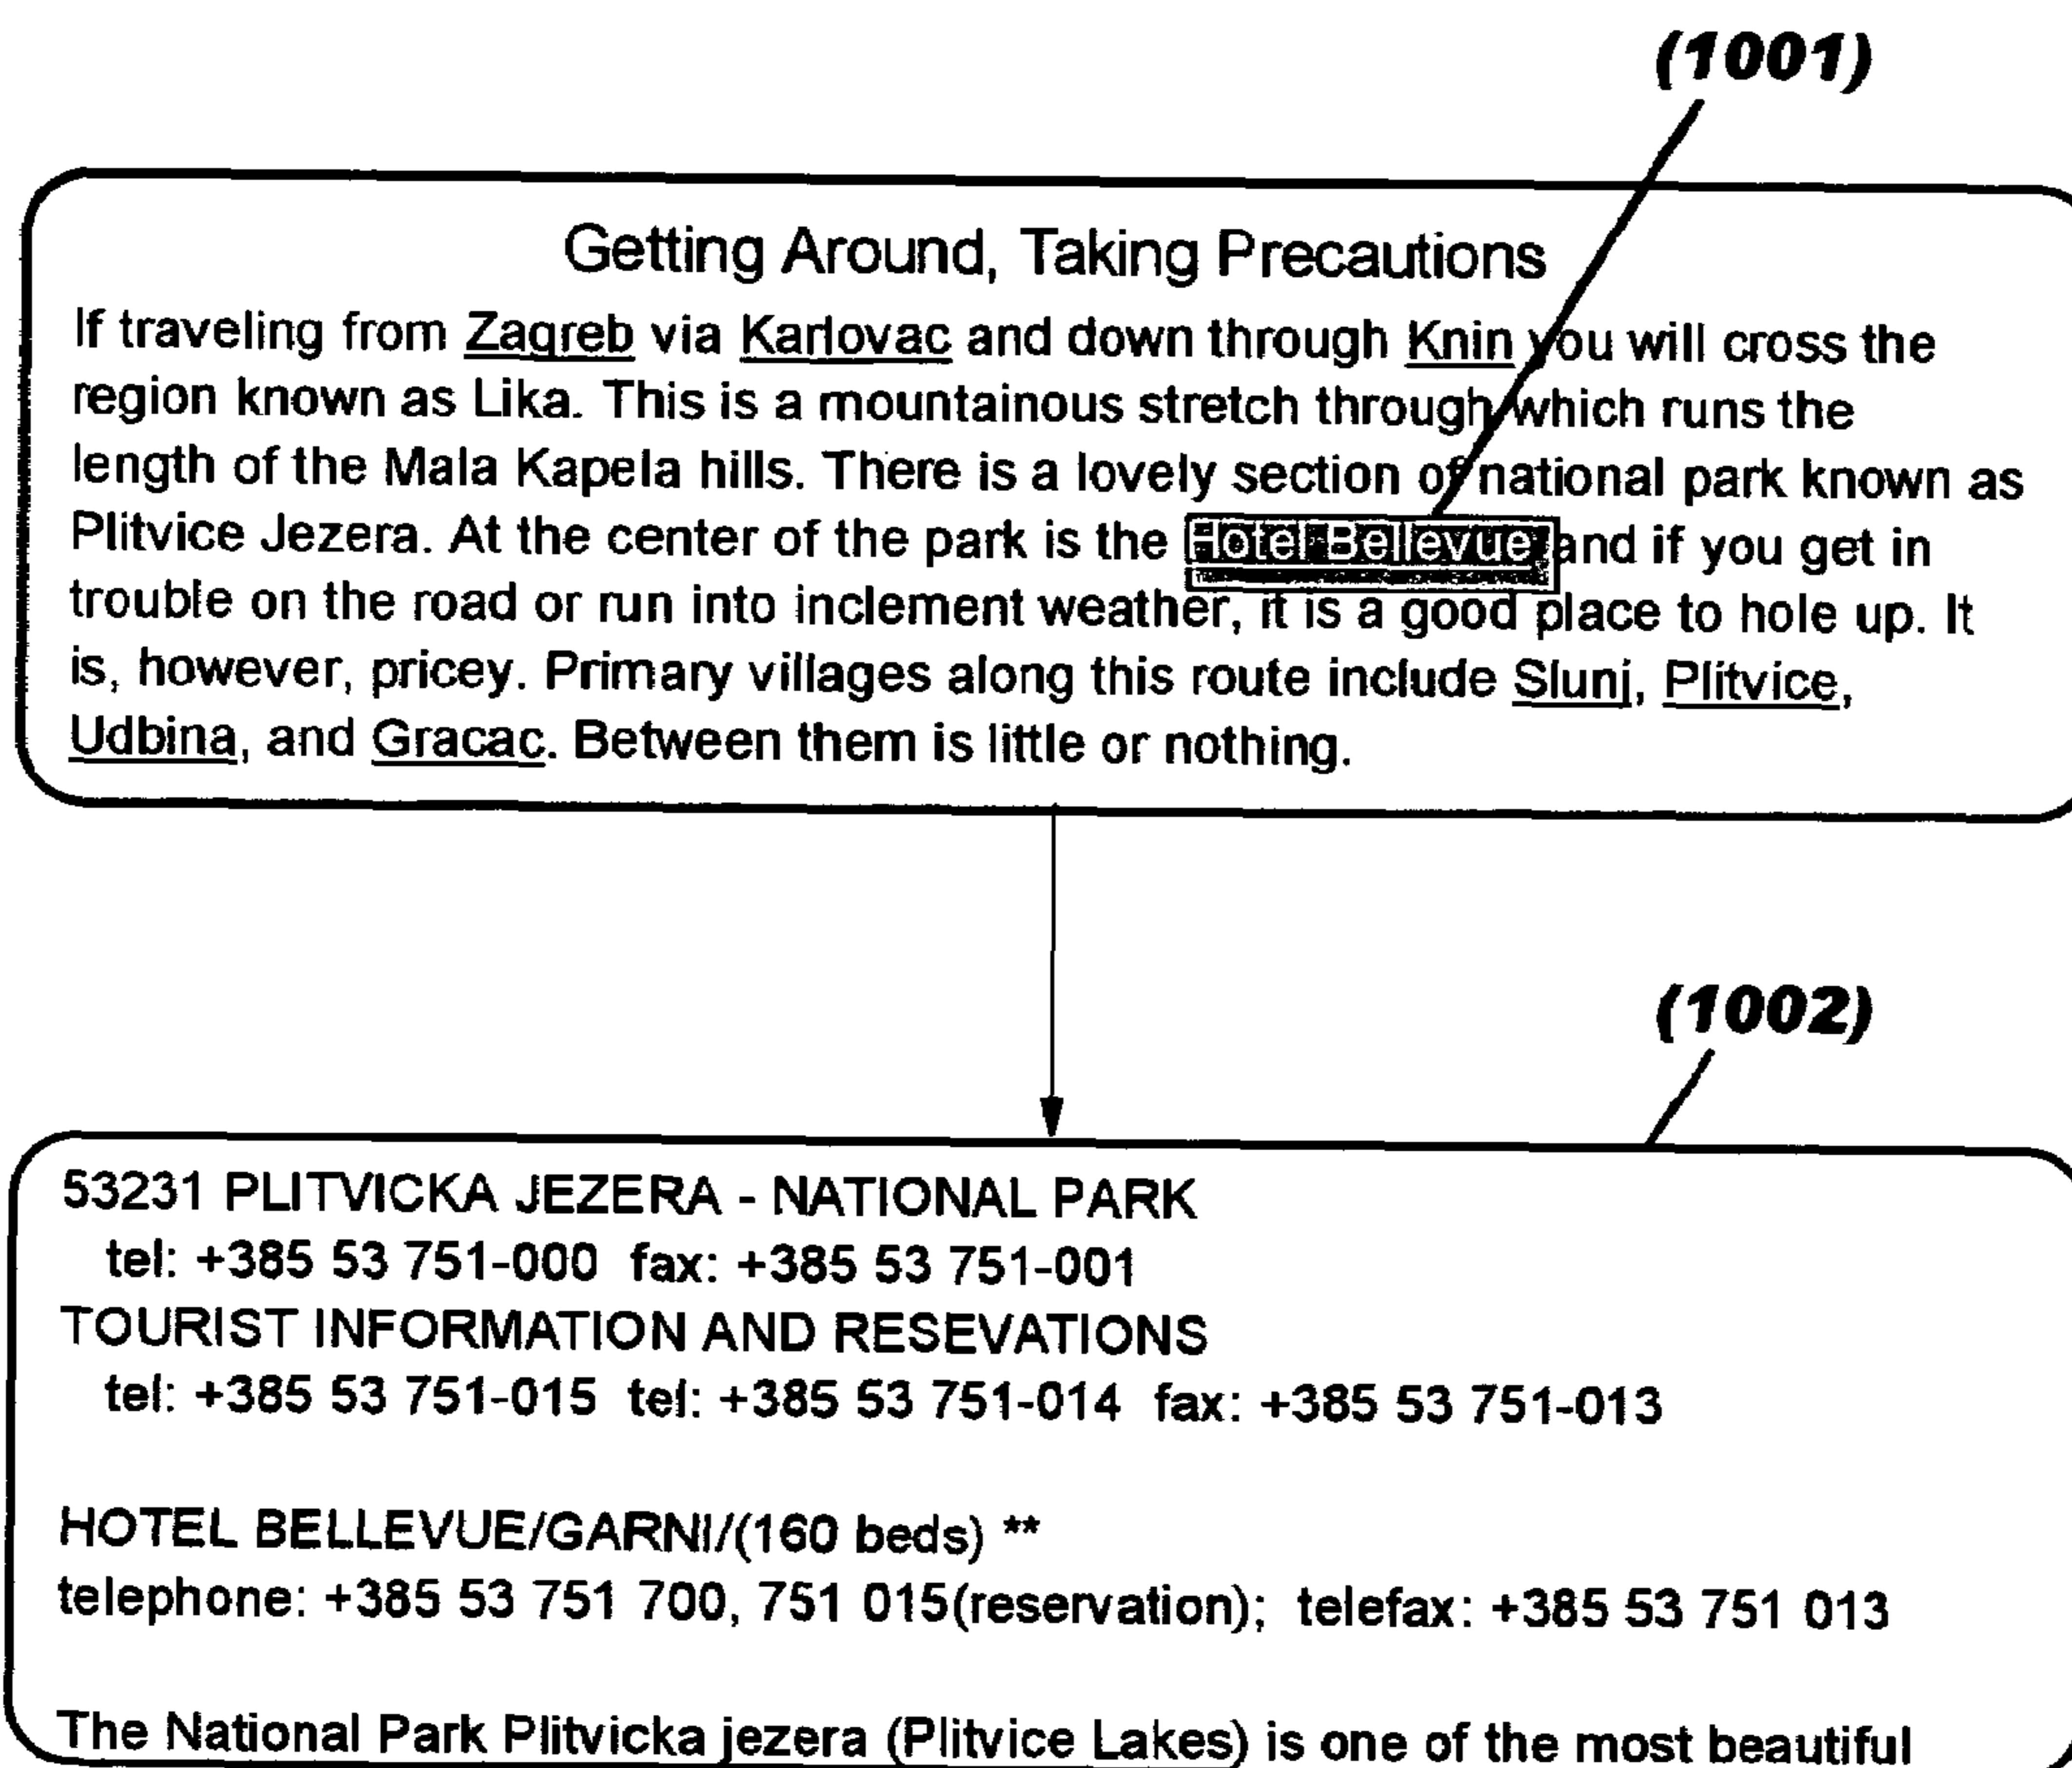 (1001)
Getting Around, Taking Precautions
If traveling from Zagreb via Karlovac and down through Knin you will cross the
region known as Lika. This is a mountainous stretch through which runs the
length of the Mala Kapela hills. There is a lovely section of national park known as
Plitvice Jezera. At the center of the park is the Hotel Bellevue and if you get in
trouble on the road or run into inclement weather, it is a good place to hole up. It
is, however, pricey. Primary villages along this route include Slunj, Plitvice,
Udbina, and Gracac. Between them is little or nothing.
(1002)
53231 PLITVICKA JEZERA - NATIONAL PARK
tel: +385 53 751-000 fax: +385 53 751-001
TOURIST INFORMATION AND RESEVATIONS
tel: +385 53 751-015 tel: +385 53 751-014 fax: +385 53 751-013
HOTEL BELLEVUE/GARNI/(160 beds) **
telephone: +385 53 751 700, 751 015(reservation); telefax: +385 53 751 013
The National Park Plitvicka jezera (Plitvice Lakes) is one of the most beautiful